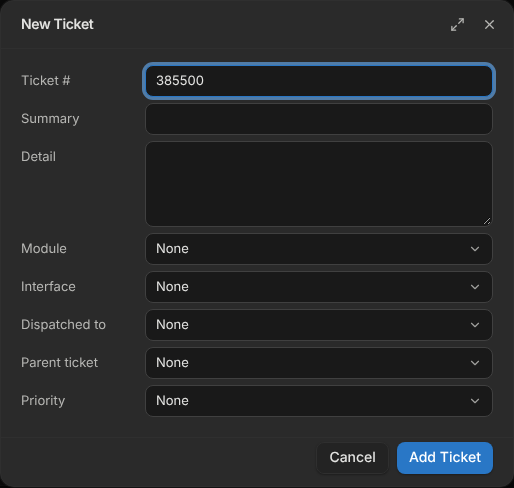 New Ticket
Ticket # 385500
Summary
Detail
Module None
Interface None
Dispatched to None
Parent ticket None
Priority None
Cancel Add Ticket